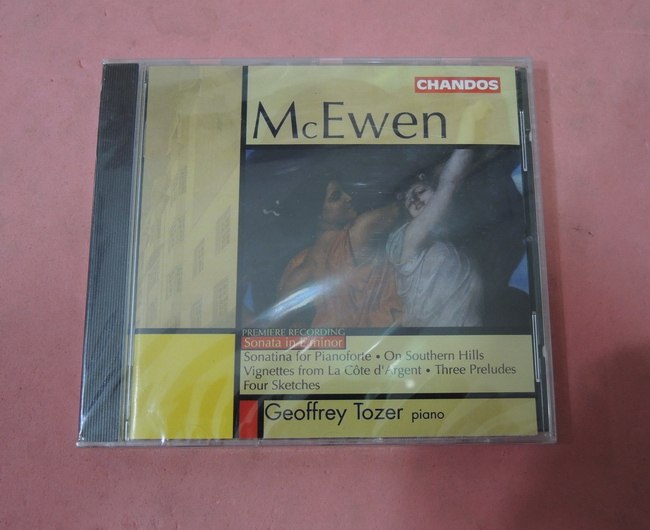 CHANDOS
McEwen
PREMIERE RECORDING
Sonata in E minor
Sonatina for Pianoforte • On Southern Hills
Vignettes from La Côte d'Argent • Three Preludes
Four Sketches
Geoffrey Tozer piano